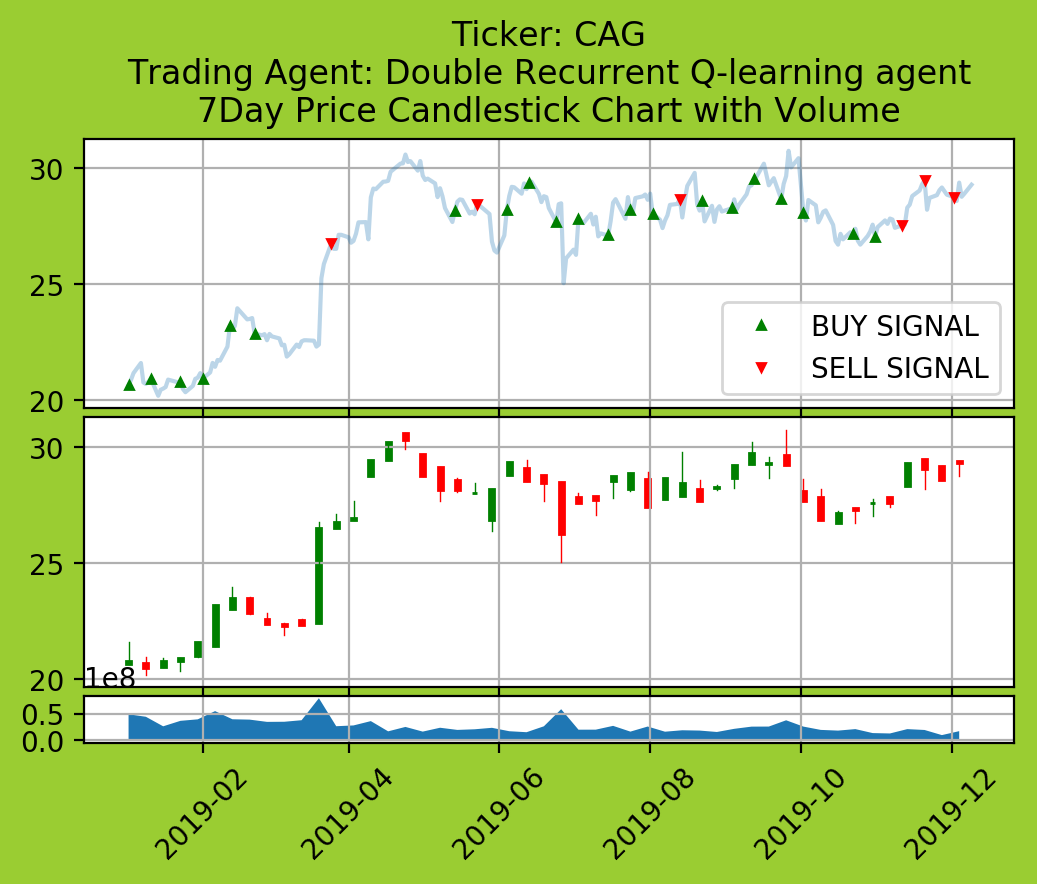 Ticker: CAG
Trading Agent: Double Recurrent Q-learning agent
7Day Price Candlestick Chart with Volume
30
25
20
BUY SIGNAL
SELL SIGNAL
30
25
20
1e8
0.5
0.0
2019-02
2019-04
2019-06
2019-08
2019-10
2019-12